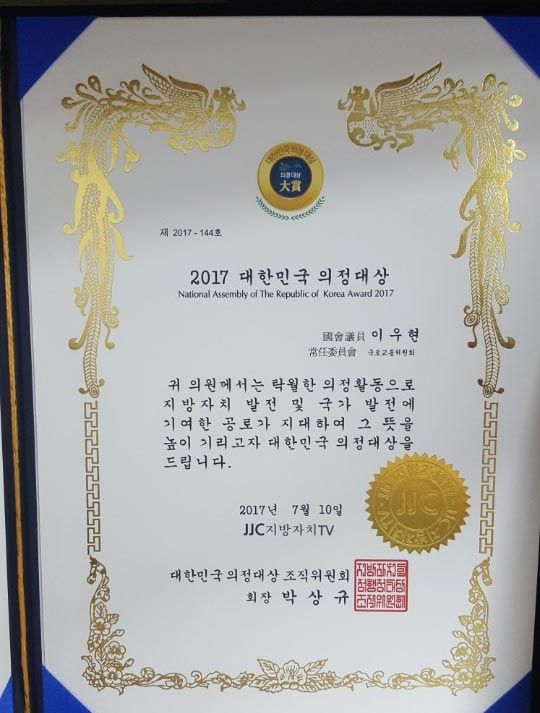 대한민국 의정 대상
의정 대상
大賞
제 2017 - 144호
2017 대한민국 의정대상
National Assembly of The Republic of Korea Award 2017
國會議員 이우현
常任委員會 국토교통위원회
귀 의원께서는 탁월한 의정활동으로
지방자치 발전 및 국가 발전에
기여한 공로가 지대하여 그 뜻을
높이 기리고자 대한민국 의정대상을
드립니다.
2017년 7월 10일
JJC지방자치TV
JJC
대한민국 의정대상 조직위원회
회장 박상규